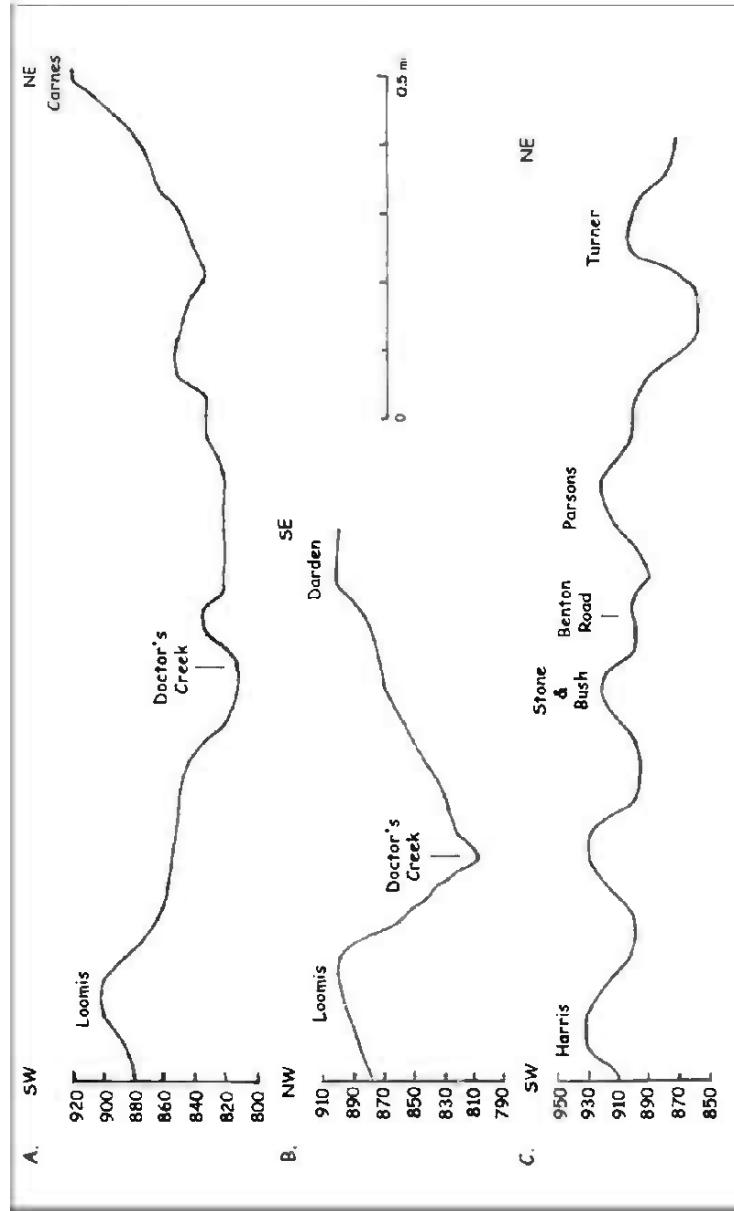 A.
SW
NE
Carnes
Loomis
Doctor's
Creek
920
900
880
860
840
820
800
B.
NW
SE
Loomis
Doctor's
Creek
Darden
910
890
870
850
830
810
790
0
0.5 mi
C.
SW
NE
Harris
Stone
&
Bush
Benton
Road
Parsons
Turner
950
930
910
890
870
850